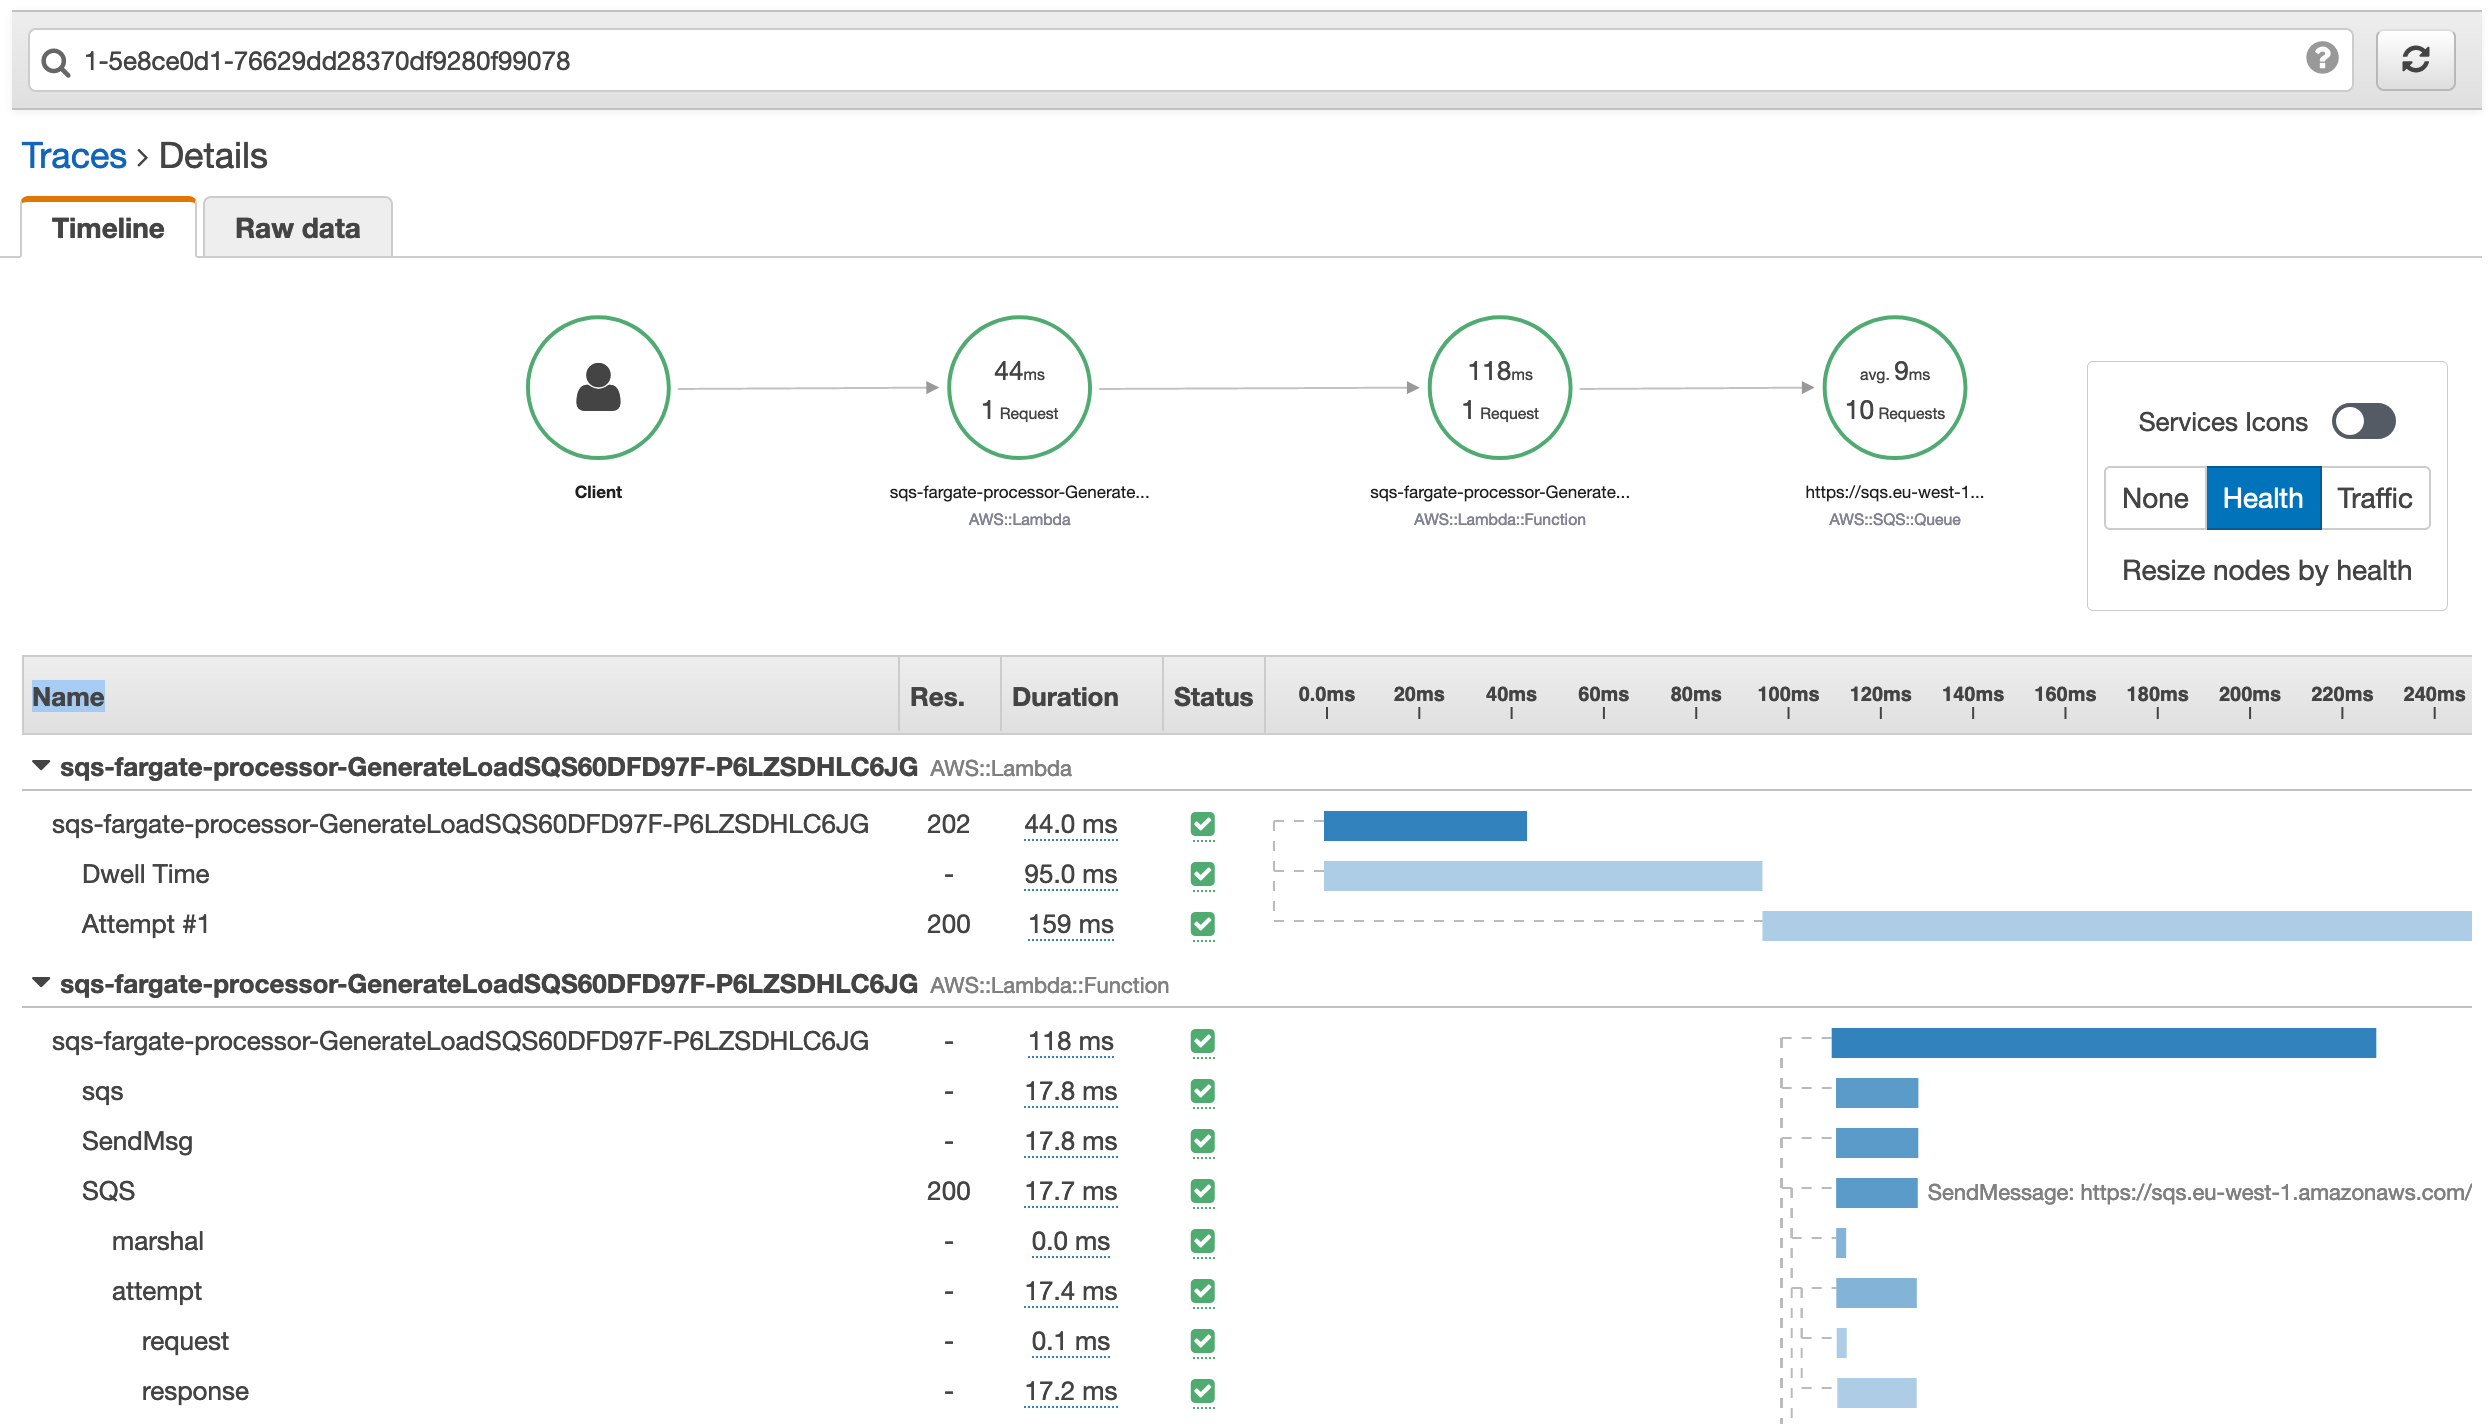 1-5e8ce0d1-76629dd28370df9280f99078 ?
Traces › Details
Timeline Raw data
44ms
1 Request
118ms
1 Request
avg. 9ms
10 Requests
Client
sqs-fargate-processor-Generate...
AWS::Lambda
sqs-fargate-processor-Generate...
AWS::Lambda::Function
https://sqs.eu-west-1...
AWS::SQS::Queue
Services Icons
None Health Traffic
Resize nodes by health
Name Res. Duration Status 0.0ms 20ms 40ms 60ms 80ms 100ms 120ms 140ms 160ms 180ms 200ms 220ms 240ms
sqs-fargate-processor-GenerateLoadSQS60DFD97F-P6LZSDHLC6JG AWS::Lambda
sqs-fargate-processor-GenerateLoadSQS60DFD97F-P6LZSDHLC6JG 202 44.0 ms
Dwell Time - 95.0 ms
Attempt #1 200 159 ms
sqs-fargate-processor-GenerateLoadSQS60DFD97F-P6LZSDHLC6JG AWS::Lambda::Function
sqs-fargate-processor-GenerateLoadSQS60DFD97F-P6LZSDHLC6JG - 118 ms
sqs - 17.8 ms
SendMsg - 17.8 ms
SQS 200 17.7 ms SendMessage: https://sqs.eu-west-1.amazonaws.com/
marshal - 0.0 ms
attempt - 17.4 ms
request - 0.1 ms
response - 17.2 ms